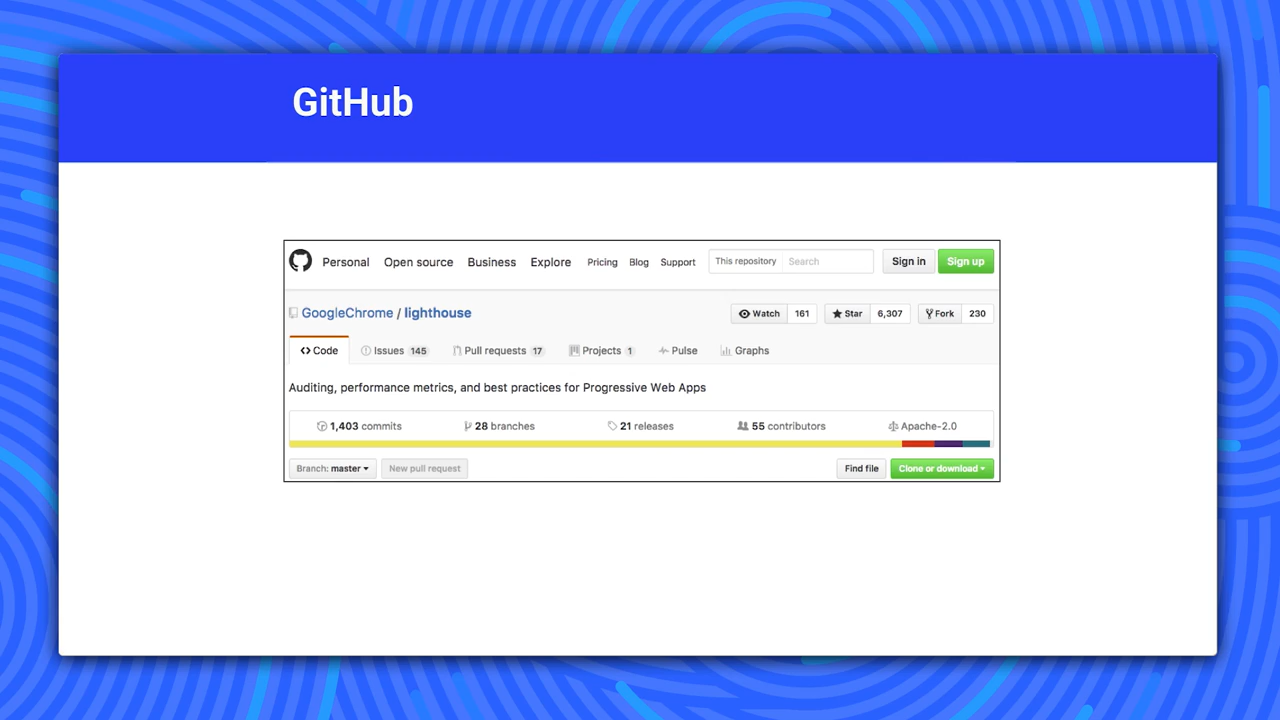 GitHub
Personal Open source Business Explore Pricing Blog Support This repository Search Sign in Sign up
GoogleChrome / lighthouse Watch 161 Star 6,307 Fork 230
Code Issues 145 Pull requests 17 Projects 1 Pulse Graphs
Auditing, performance metrics, and best practices for Progressive Web Apps
1,403 commits 28 branches 21 releases 55 contributors Apache-2.0
Branch: master New pull request Find file Clone or download